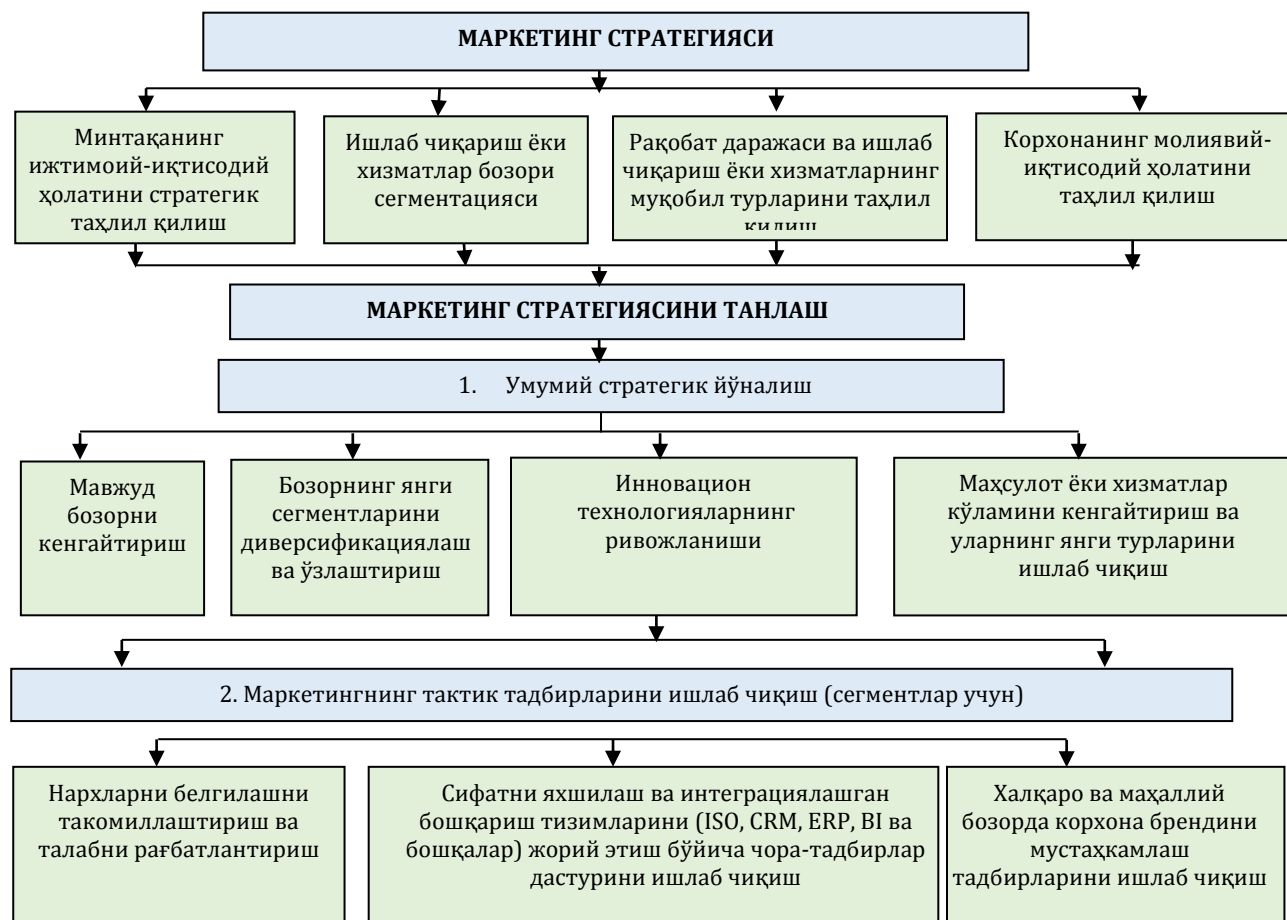 МАРКЕТИНГ СТРАТЕГИЯСИ
Минтақанинг
ижтимоий-иқтисодий
ҳолатини стратегик
таҳлил қилиш
Ишлаб чиқариш ёки
хизматлар бозори
сегментацияси
Рақобат даражаси ва ишлаб
чиқариш ёки хизматларнинг
муқобил турларини таҳлил
қилиш
Корхонанинг молиявий-
иқтисодий ҳолатини
таҳлил қилиш
МАРКЕТИНГ СТРАТЕГИЯСИНИ ТАНЛАШ
1. Умумий стратегик йўналиш
Мавжуд
бозорни
кенгайтириш
Бозорнинг янги
сегментларини
диверсификациялаш
ва ўзлаштириш
Инновацион
технологияларнинг
ривожланиши
Маҳсулот ёки хизматлар
кўламини кенгайтириш ва
уларнинг янги турларини
ишлаб чиқиш
2. Маркетингнинг тактик тадбирларини ишлаб чиқиш (сегментлар учун)
Нархларни белгилашни
такомиллаштириш ва
талабни рағбатлантириш
Сифатни яхшилаш ва интеграциялашган
бошқариш тизимларини (ISO, CRM, ERP, BI ва
бошқалар) жорий этиш бўйича чора-тадбирлар
дастурини ишлаб чиқиш
Халқаро ва маҳаллий
бозорда корхона брендини
мустаҳкамлаш
тадбирларини ишлаб чиқиш